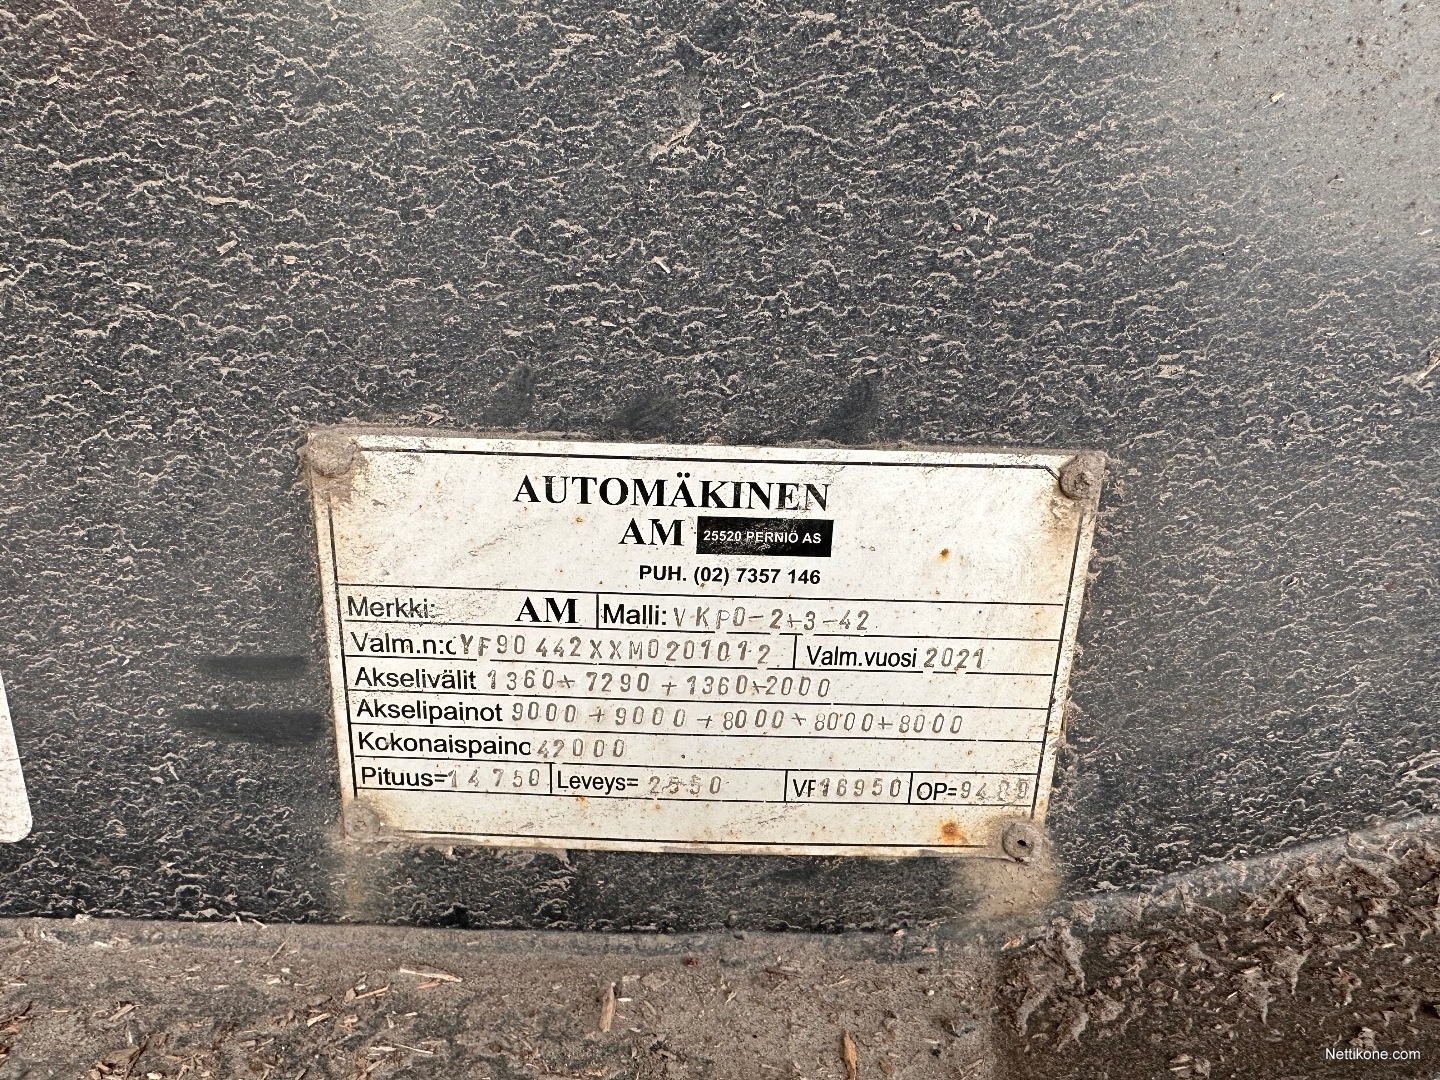 AUTOMÄKINEN
AM 25520 PERNIÖ AS
PUH. (02) 7357 146
Merkki: AM Malli: VKPO-2+3-42
Valm.n:o YF90442XXM0201012 Valm.vuosi 2021
Akselivälit 1360+7290+1360+2000
Akselipainot 9000+9000+8000+8000+8000
Kokonaispaino 42000
Pituus=14750 Leveys=2550 VP16950 OP=9480
Nettikone.com